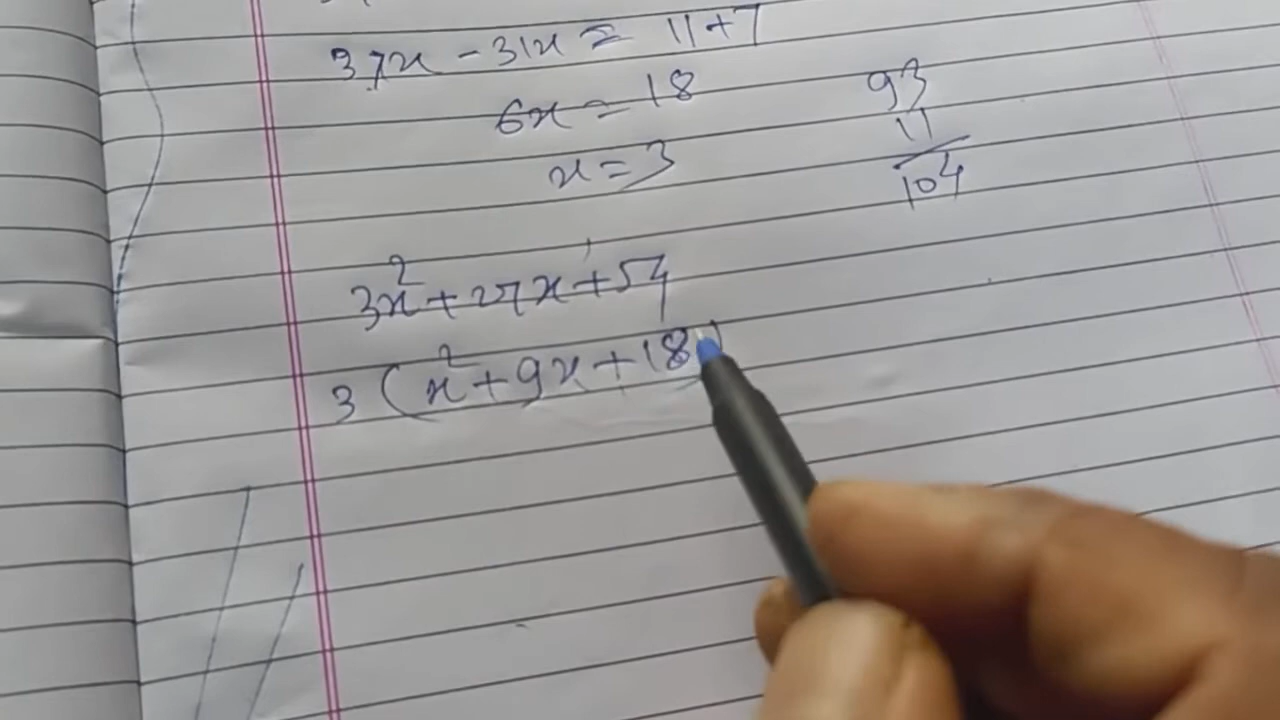 37x - 31x = 11+7
6x = 18
x = 3
93
11
104
3x² + 27x + 54
3 (x² + 9x + 18)